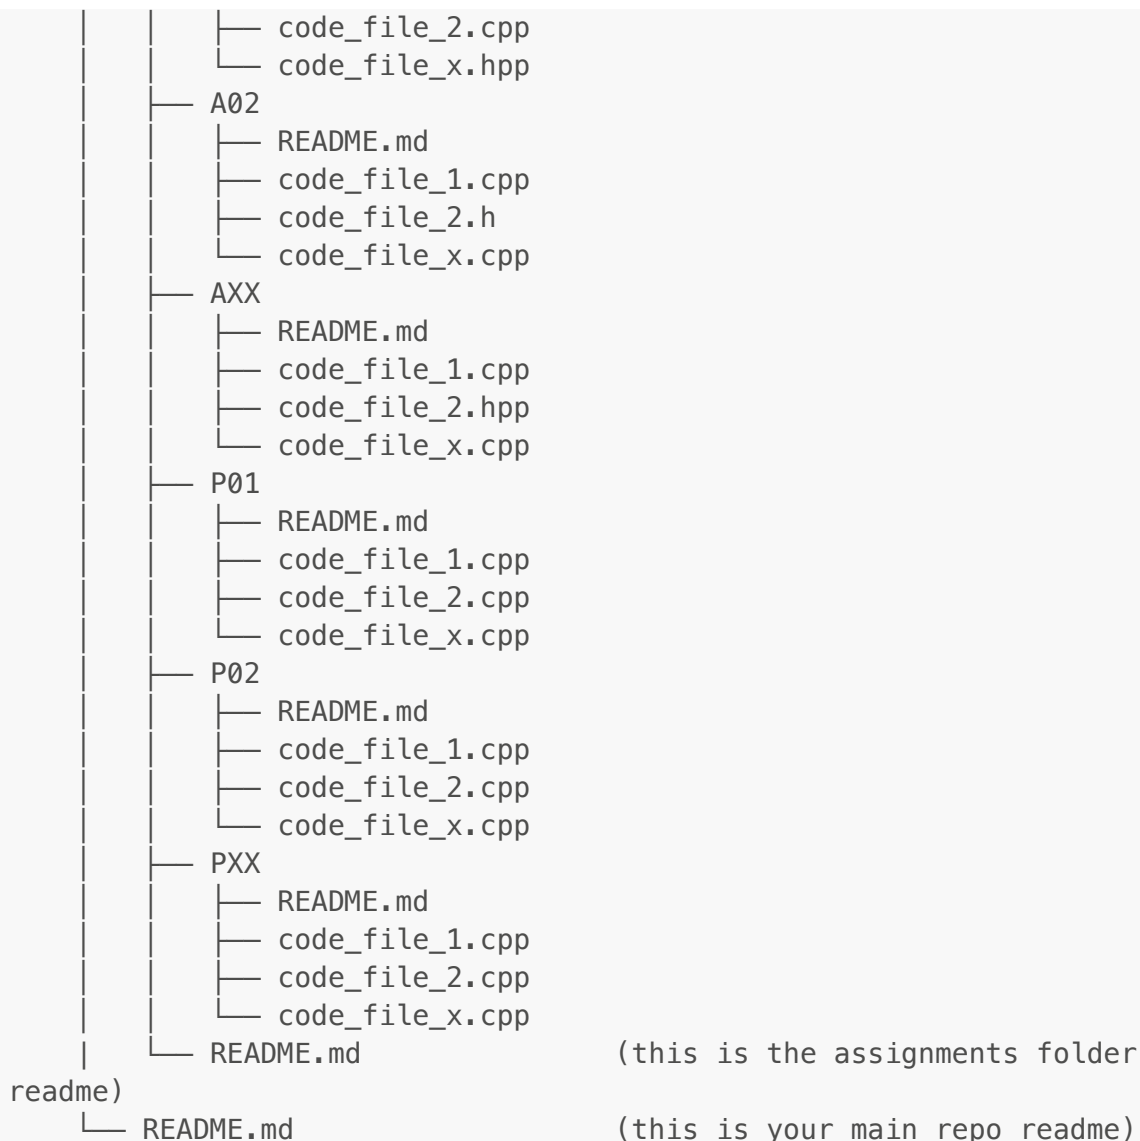 │   │   ├── code_file_2.cpp
│   │   └── code_file_x.hpp
│   ├── A02
│   │   ├── README.md
│   │   ├── code_file_1.cpp
│   │   ├── code_file_2.h
│   │   └── code_file_x.cpp
│   ├── AXX
│   │   ├── README.md
│   │   ├── code_file_1.cpp
│   │   ├── code_file_2.hpp
│   │   └── code_file_x.cpp
│   ├── P01
│   │   ├── README.md
│   │   ├── code_file_1.cpp
│   │   ├── code_file_2.cpp
│   │   └── code_file_x.cpp
│   ├── P02
│   │   ├── README.md
│   │   ├── code_file_1.cpp
│   │   ├── code_file_2.cpp
│   │   └── code_file_x.cpp
│   ├── PXX
│   │   ├── README.md
│   │   ├── code_file_1.cpp
│   │   ├── code_file_2.cpp
│   │   └── code_file_x.cpp
|   └── README.md               (this is the assignments folder
readme)
└── README.md                   (this is your main repo readme)